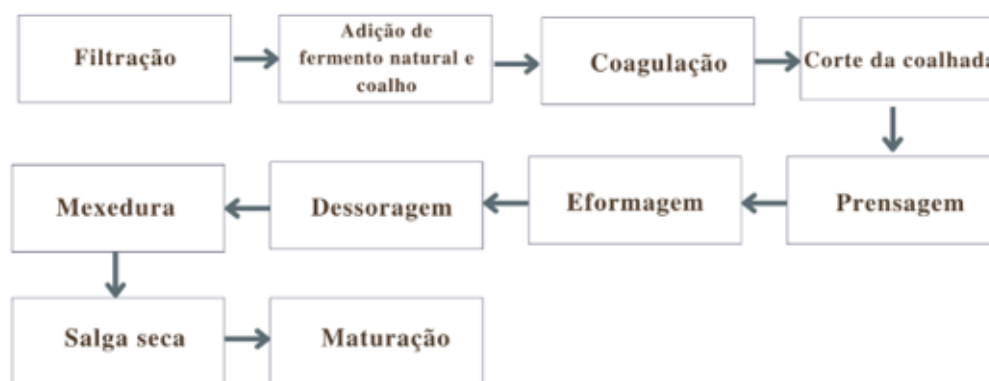 Filtração
Adição de
fermento natural e
coalho
Coagulação
Corte da coalhada
Prensagem
Eformagem
Dessoragem
Mexedura
Salga seca
Maturação